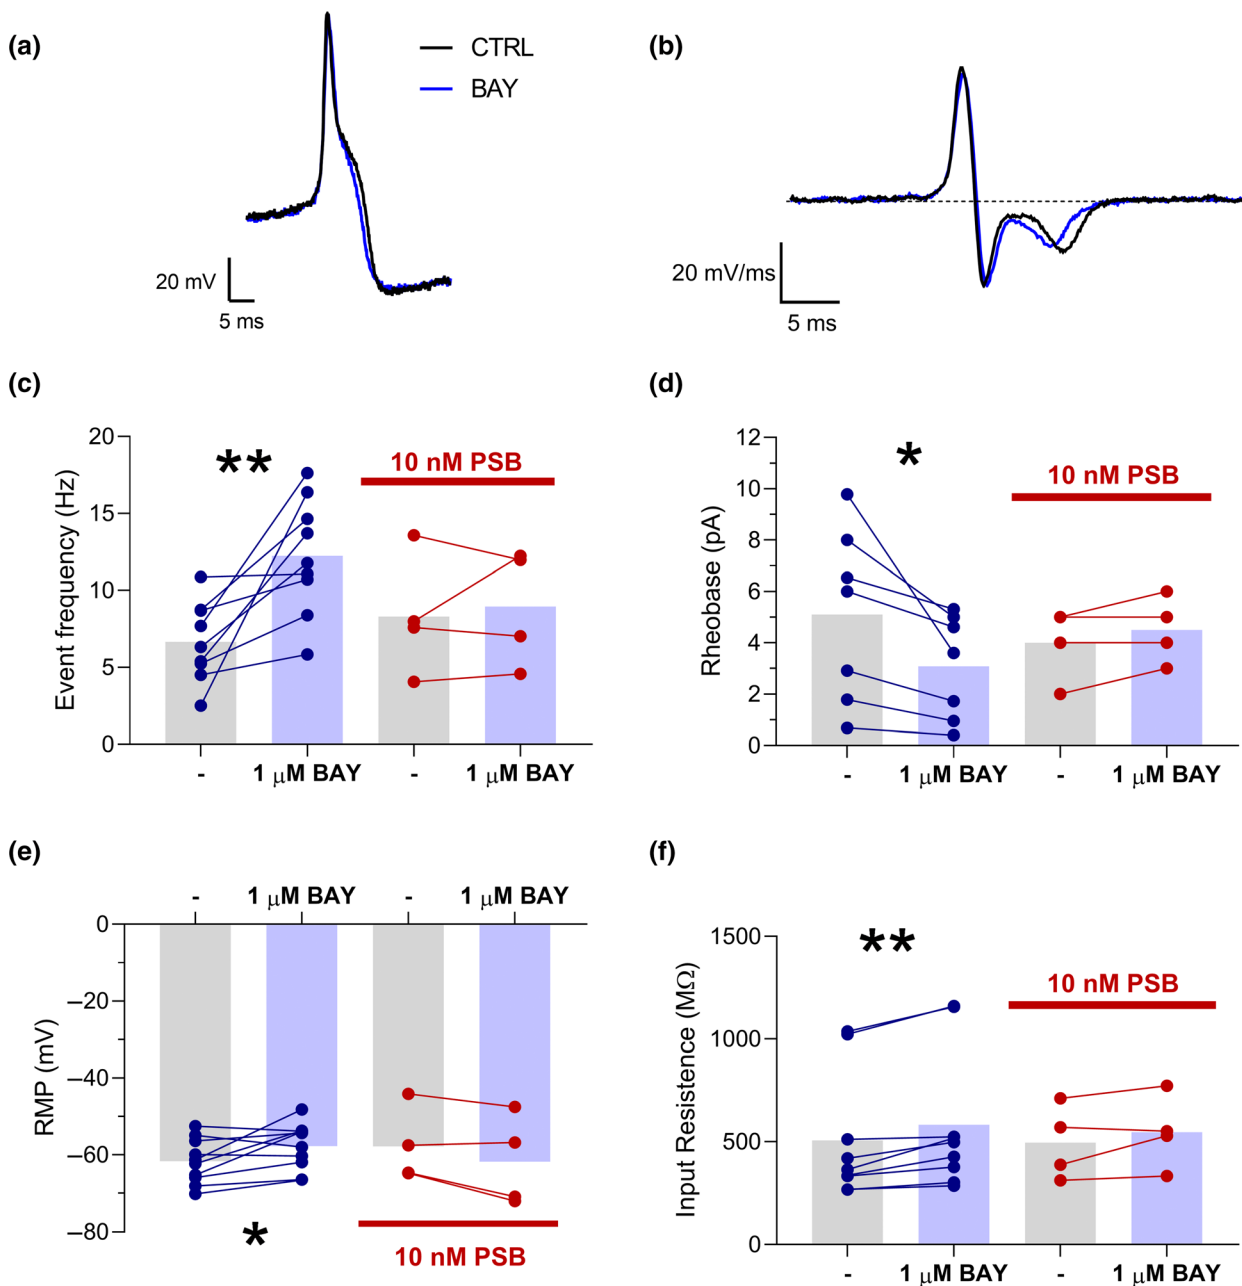 (a)
CTRL
BAY
20 mV
5 ms
(b)
20 mV/ms
5 ms
(c)
Event frequency (Hz)
20
15
10
5
0
**
10 nM PSB
-
1 μM BAY
-
1 μM BAY
(d)
Rheobase (pA)
12
10
8
6
4
2
0
*
10 nM PSB
-
1 μM BAY
-
1 μM BAY
(e)
-
1 μM BAY
-
1 μM BAY
RMP (mV)
0
–20
–40
–60
–80
*
10 nM PSB
(f)
Input Resistence (MΩ)
1500
1000
500
0
**
10 nM PSB
-
1 μM BAY
-
1 μM BAY